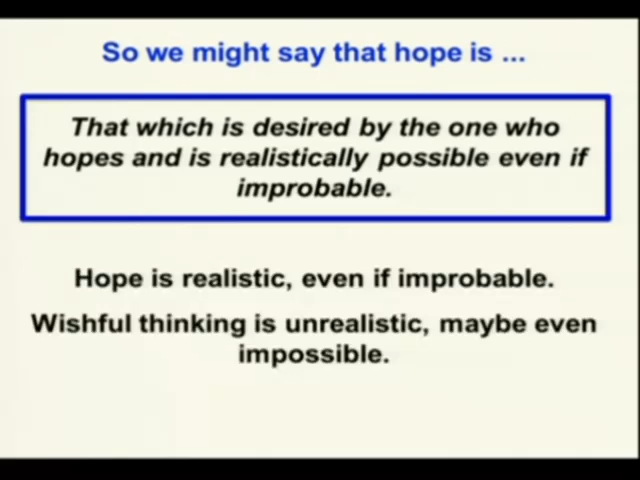 So we might say that hope is ...
That which is desired by the one who
hopes and is realistically possible even if
improbable.
Hope is realistic, even if improbable.
Wishful thinking is unrealistic, maybe even
impossible.